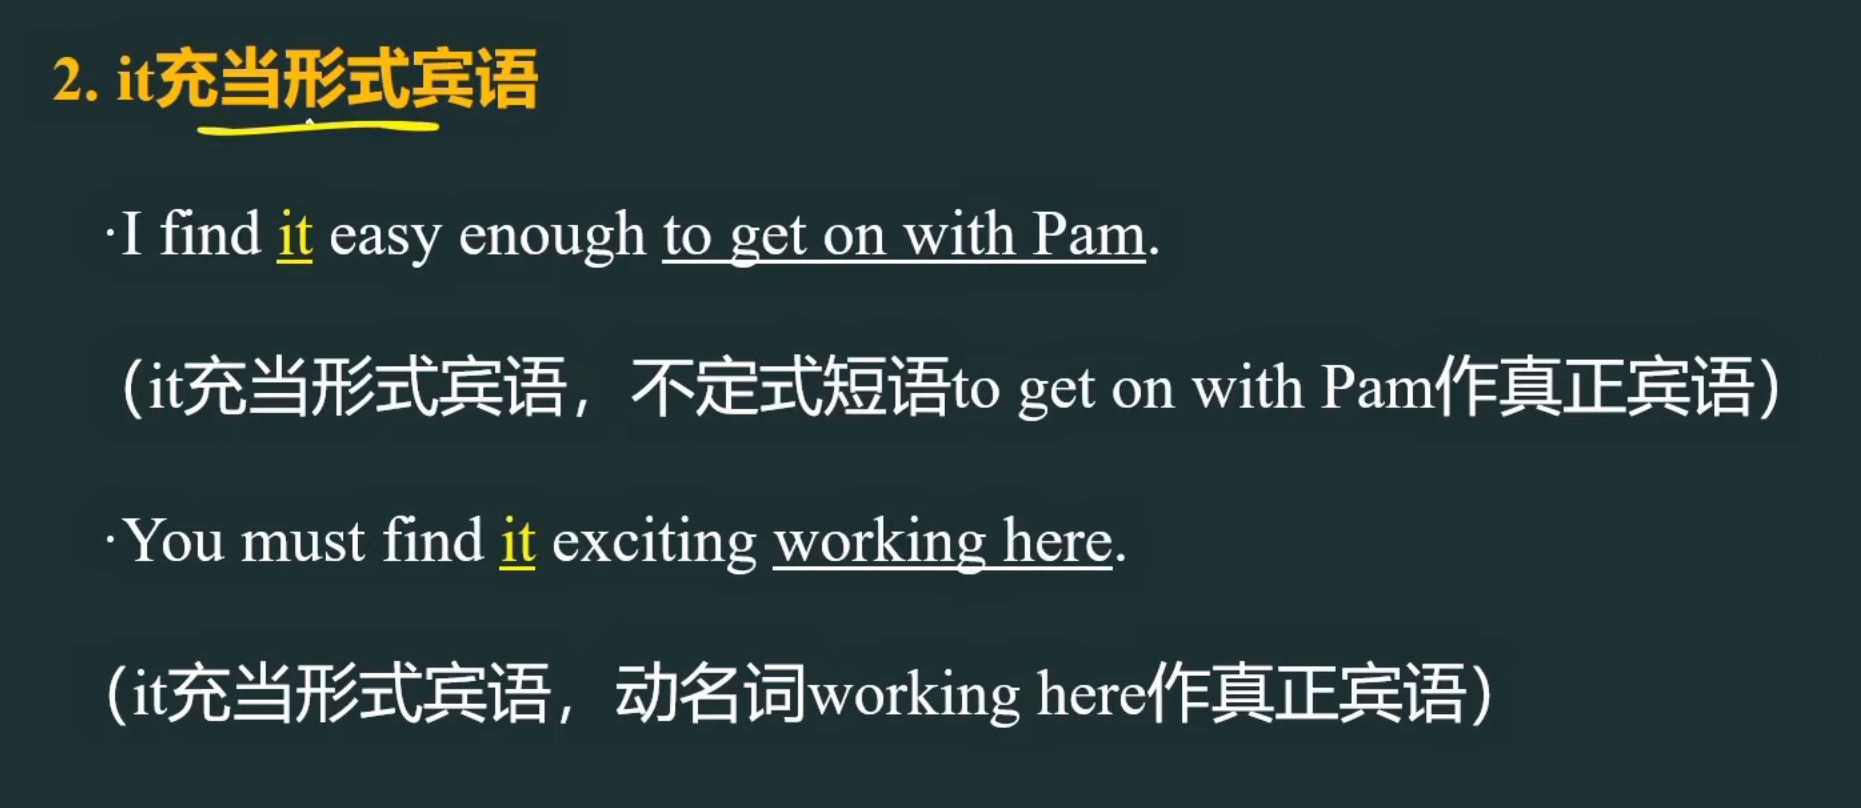 2. it充当形式宾语
·I find it easy enough to get on with Pam.
（it充当形式宾语，不定式短语to get on with Pam作真正宾语）
·You must find it exciting working here.
（it充当形式宾语，动名词working here作真正宾语）